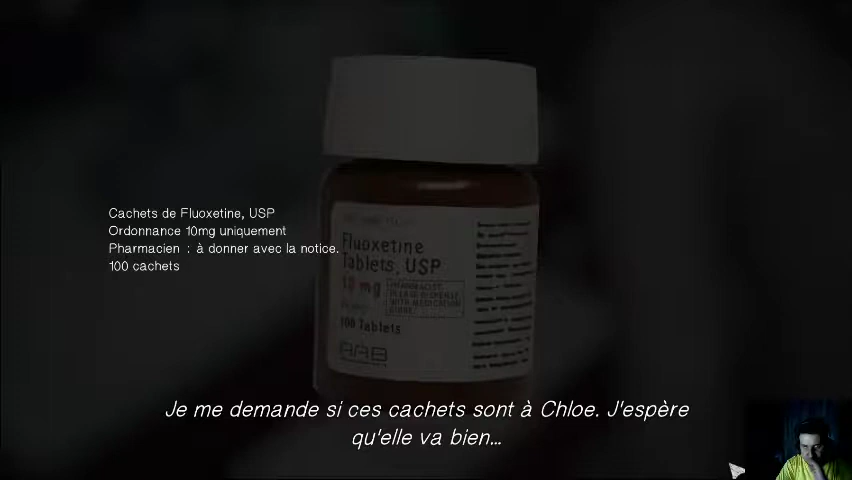 Cachets de Fluoxetine, USP
Ordonnance 10mg uniquement
Pharmacien : à donner avec la notice.
100 cachets
Fluoxetine
Tablets, USP
10 mg
100 Tablets
Je me demande si ces cachets sont à Chloe. J'espère
qu'elle va bien...